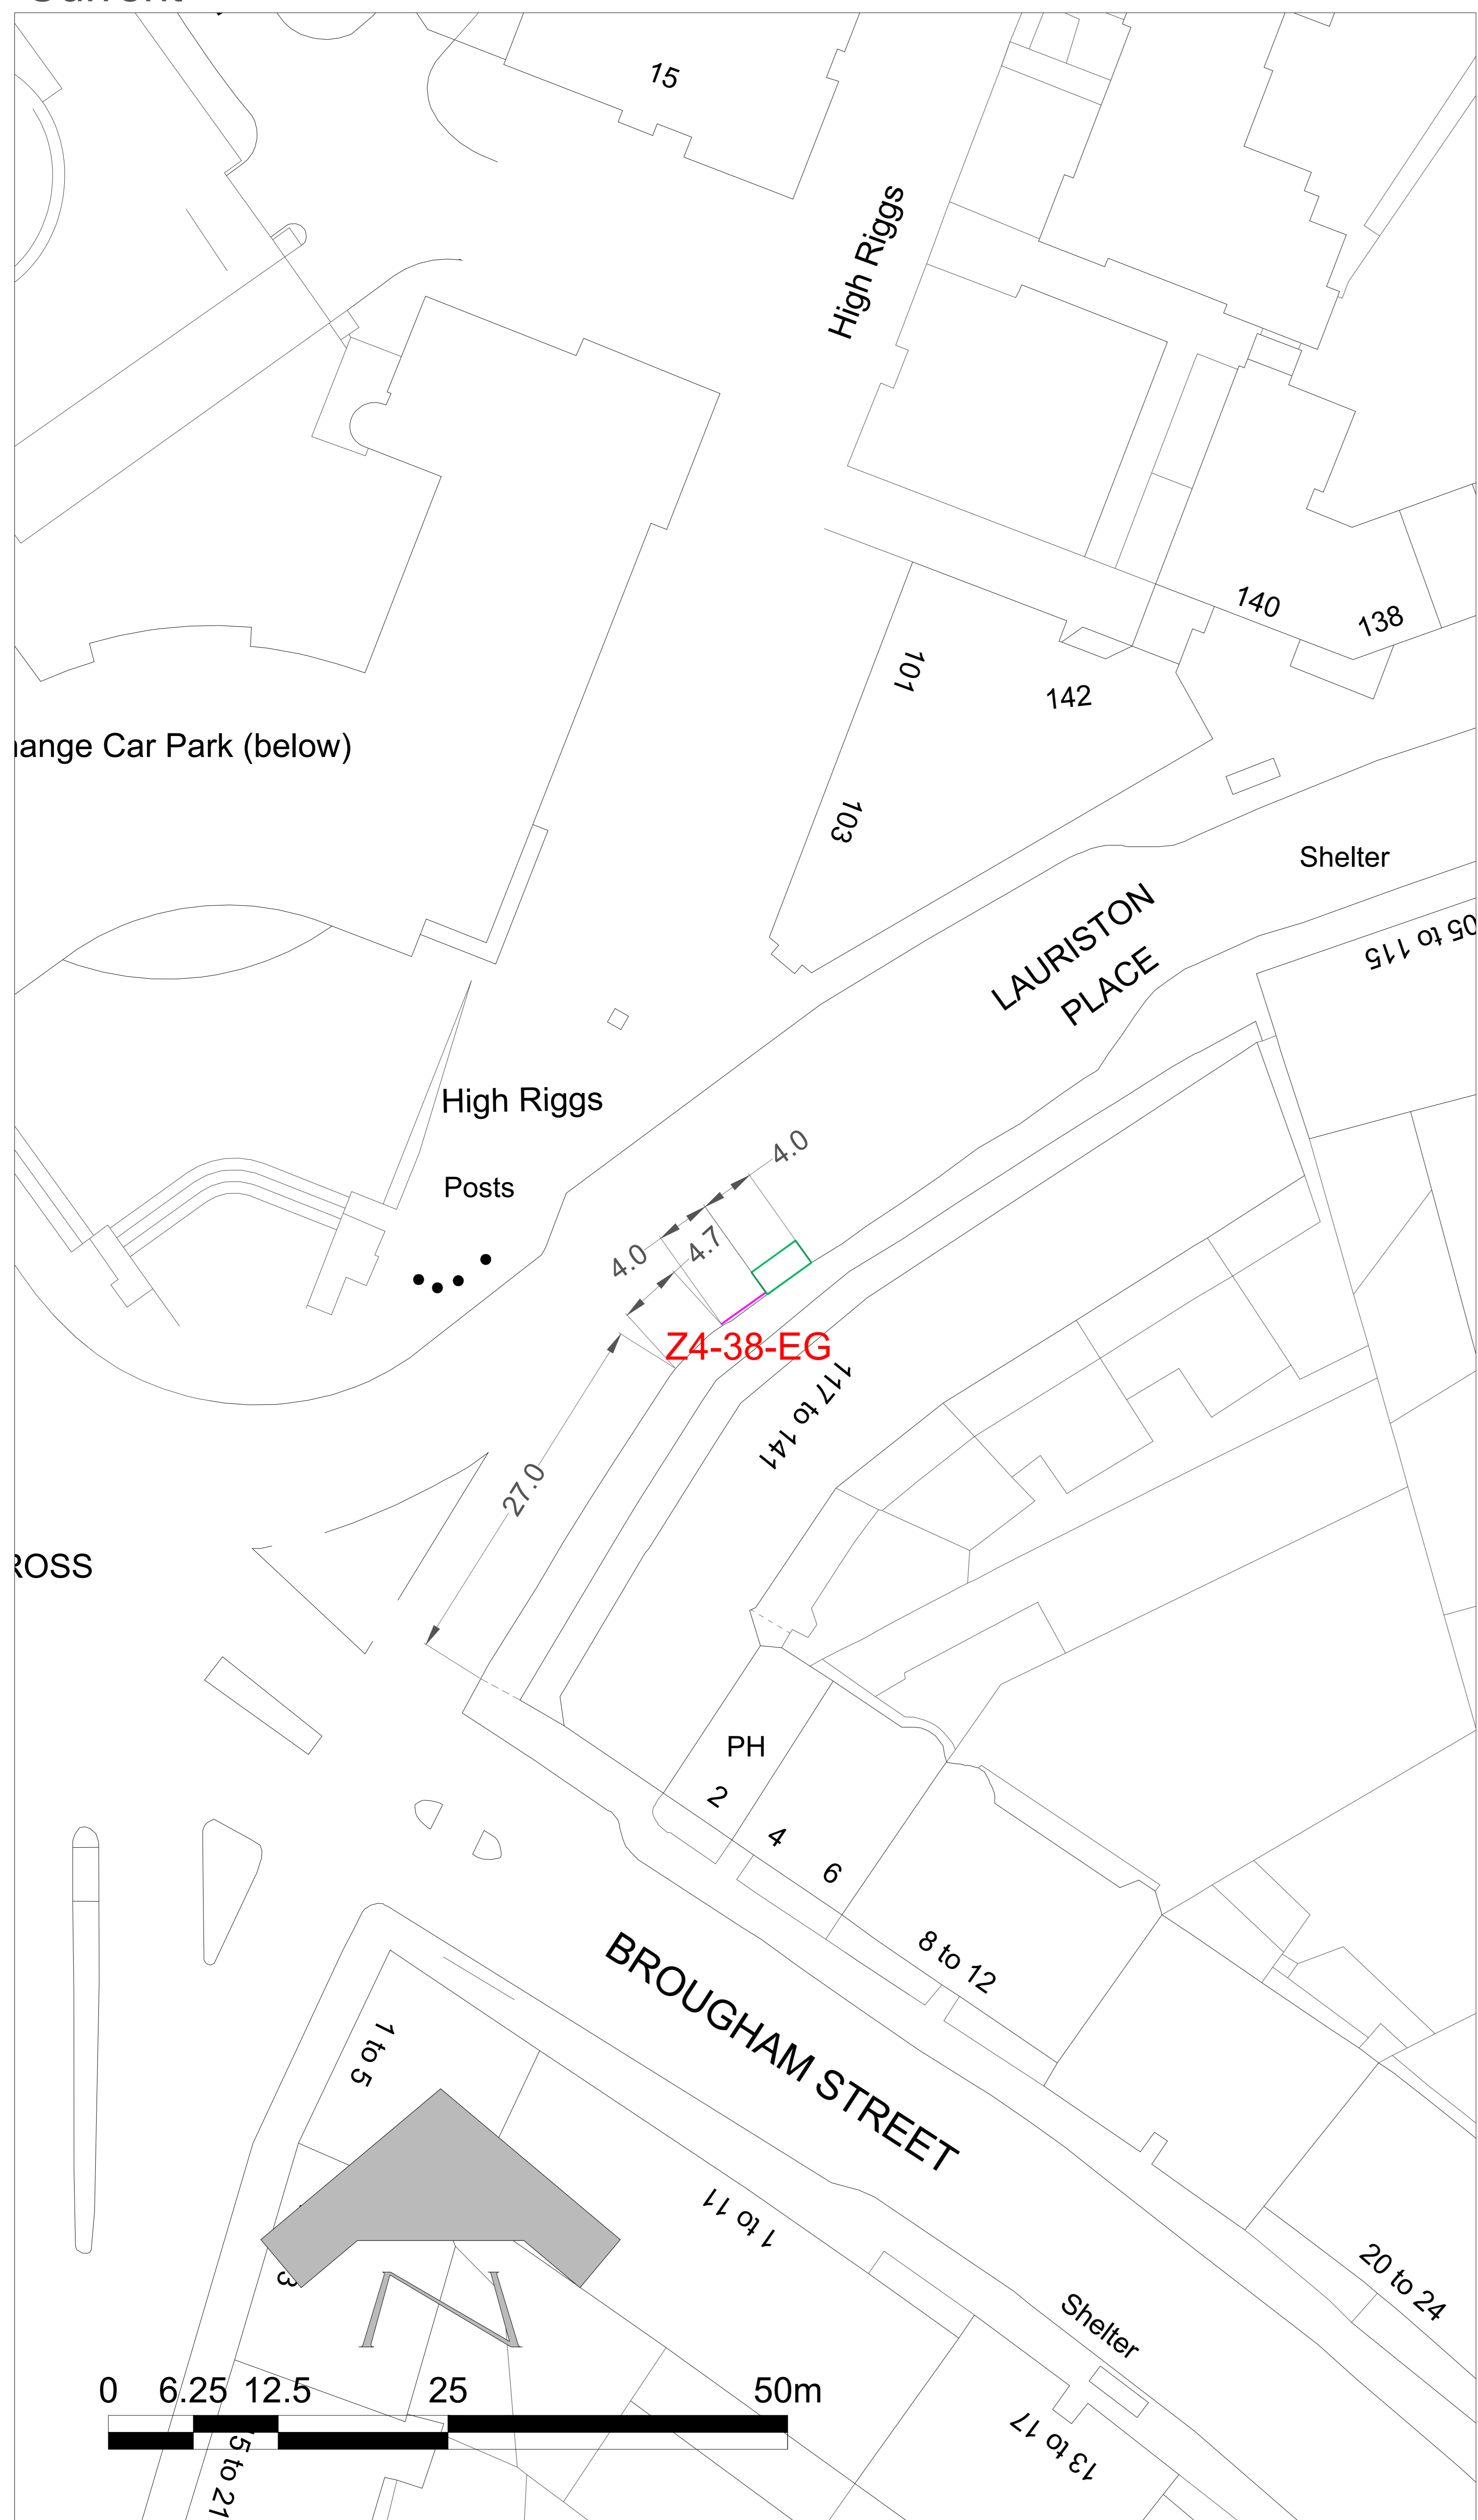 15
High Riggs
140
138
101
142
ange Car Park (below)
103
Shelter
LAURISTON
PLACE
05 to 115
High Riggs
Posts
4.0
4.7
4.0
Z4-38-EG
117 to 141
27.0
ROSS
PH
2
4
6
8 to 12
BROUGHAM STREET
1 to 5
1 to 11
20 to 24
3
N
Shelter
0 6.25 12.5 25 50m
13 to 17
5 to 21